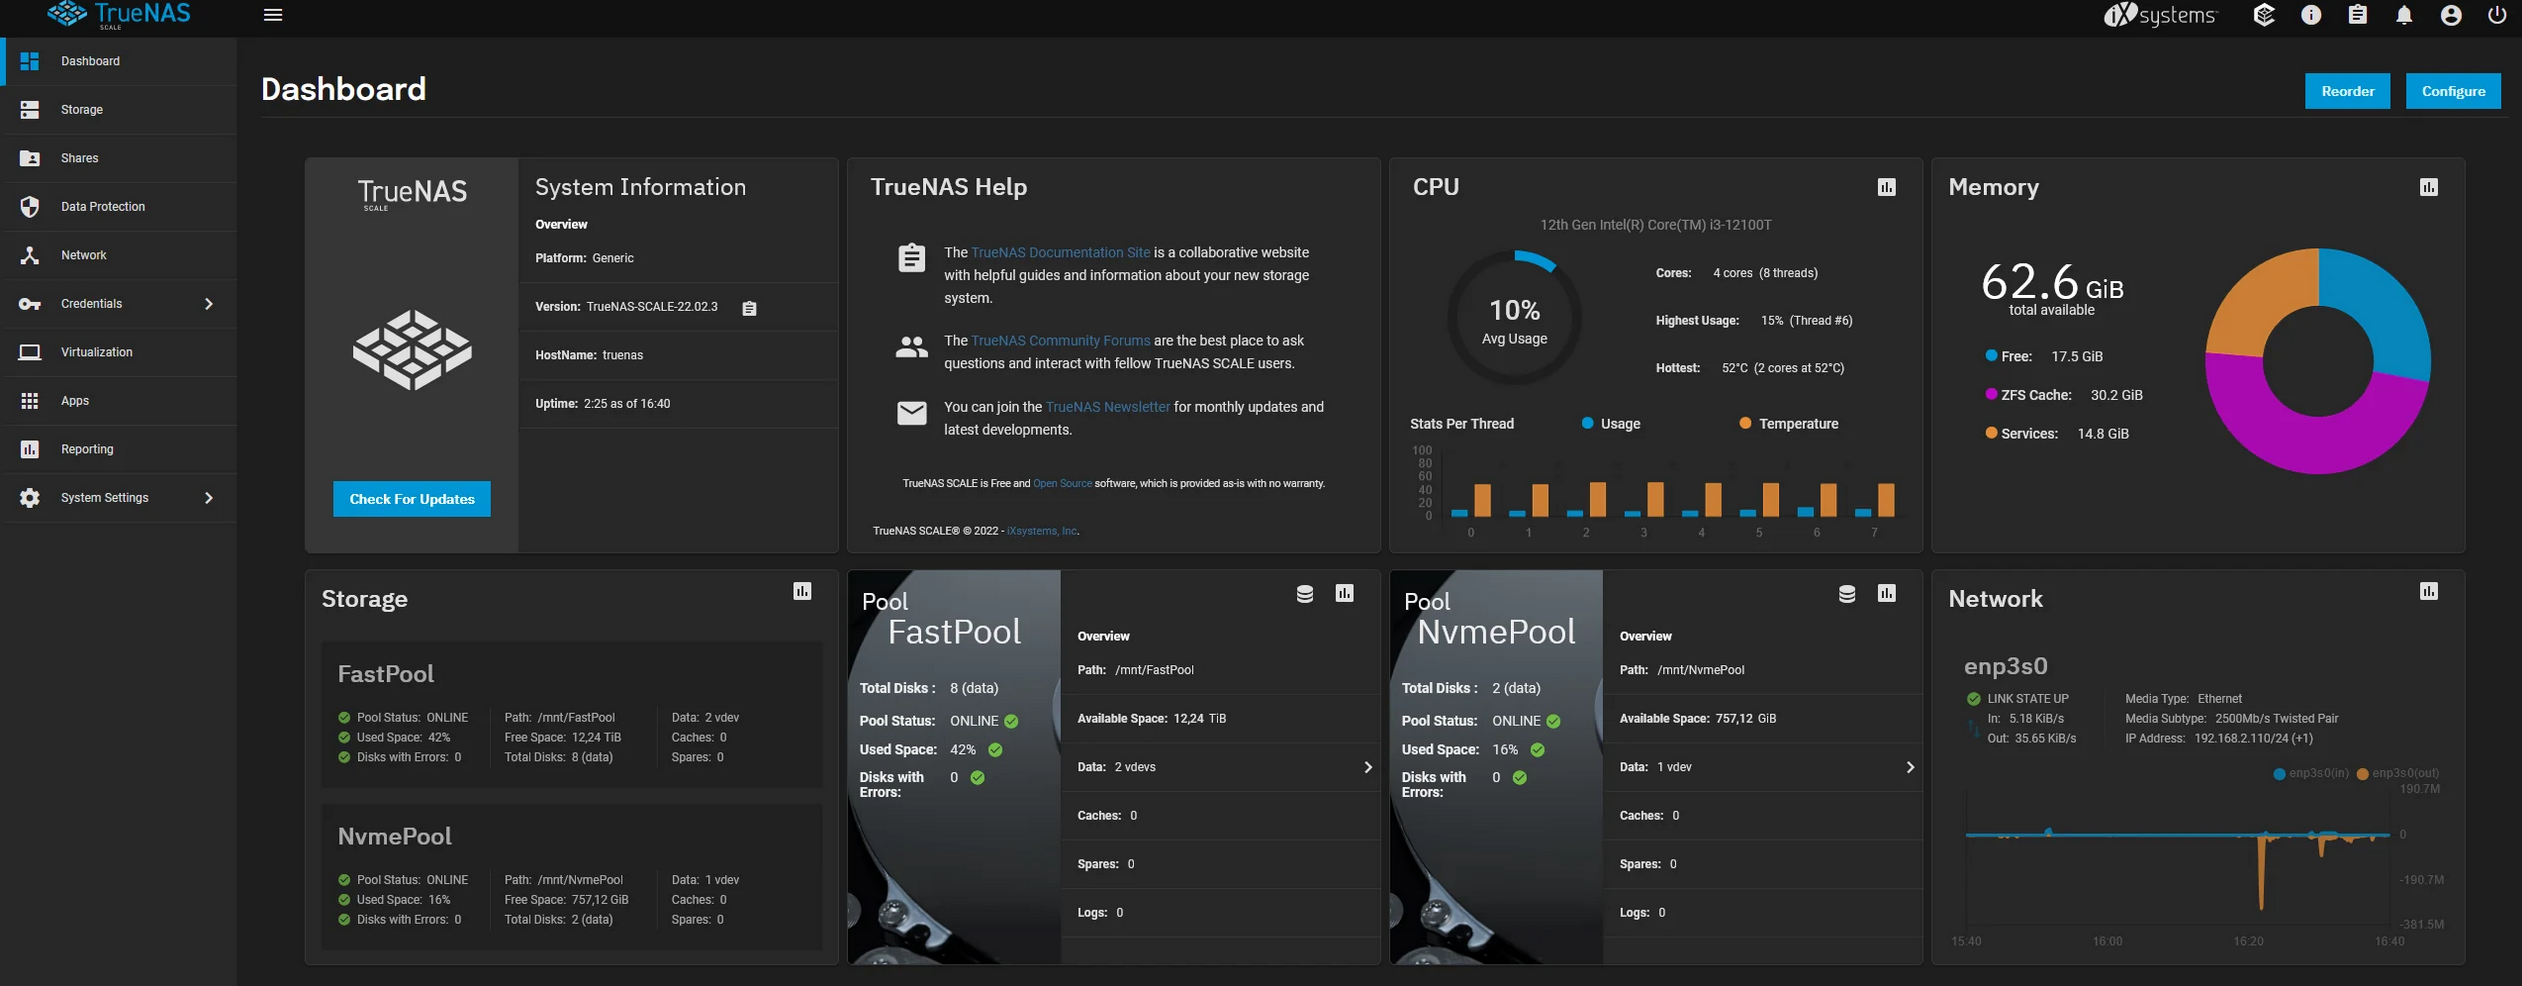 TrueNAS
SCALE
iXsystems™
Dashboard
Storage
Shares
Data Protection
Network
Credentials
Virtualization
Apps
Reporting
System Settings
Dashboard
Reorder
Configure
TrueNAS
SCALE
Check For Updates
System Information
Overview
Platform: Generic
Version: TrueNAS-SCALE-22.02.3
HostName: truenas
Uptime: 2:25 as of 16:40
TrueNAS Help
The TrueNAS Documentation Site is a collaborative website
with helpful guides and information about your new storage
system.
The TrueNAS Community Forums are the best place to ask
questions and interact with fellow TrueNAS SCALE users.
You can join the TrueNAS Newsletter for monthly updates and
latest developments.
TrueNAS SCALE is Free and Open Source software, which is provided as-is with no warranty.
TrueNAS SCALE® © 2022 - iXsystems, Inc.
CPU
12th Gen Intel(R) Core(TM) i3-12100T
10%
Avg Usage
Cores: 4 cores (8 threads)
Highest Usage: 15% (Thread #6)
Hottest: 52°C (2 cores at 52°C)
Stats Per Thread
Usage
Temperature
100
80
60
40
20
0
0 1 2 3 4 5 6 7
Memory
62.6 GiB
total available
Free: 17.5 GiB
ZFS Cache: 30.2 GiB
Services: 14.8 GiB
Storage
FastPool
Pool Status: ONLINE
Used Space: 42%
Disks with Errors: 0
Path: /mnt/FastPool
Free Space: 12,24 TiB
Total Disks: 8 (data)
Data: 2 vdev
Caches: 0
Spares: 0
NvmePool
Pool Status: ONLINE
Used Space: 16%
Disks with Errors: 0
Path: /mnt/NvmePool
Free Space: 757,12 GiB
Total Disks: 2 (data)
Data: 1 vdev
Caches: 0
Spares: 0
Pool
FastPool
Total Disks : 8 (data)
Pool Status: ONLINE
Used Space: 42%
Disks with 0
Errors:
Overview
Path: /mnt/FastPool
Available Space: 12,24 TiB
Data: 2 vdevs
Caches: 0
Spares: 0
Logs: 0
Pool
NvmePool
Total Disks : 2 (data)
Pool Status: ONLINE
Used Space: 16%
Disks with 0
Errors:
Overview
Path: /mnt/NvmePool
Available Space: 757,12 GiB
Data: 1 vdev
Caches: 0
Spares: 0
Logs: 0
Network
enp3s0
LINK STATE UP
In: 5.18 KiB/s
Out: 35.65 KiB/s
Media Type: Ethernet
Media Subtype: 2500Mb/s Twisted Pair
IP Address: 192.168.2.110/24 (+1)
enp3s0(in)
enp3s0(out)
190.7M
0
-190.7M
-381.5M
15:40 16:00 16:20 16:40